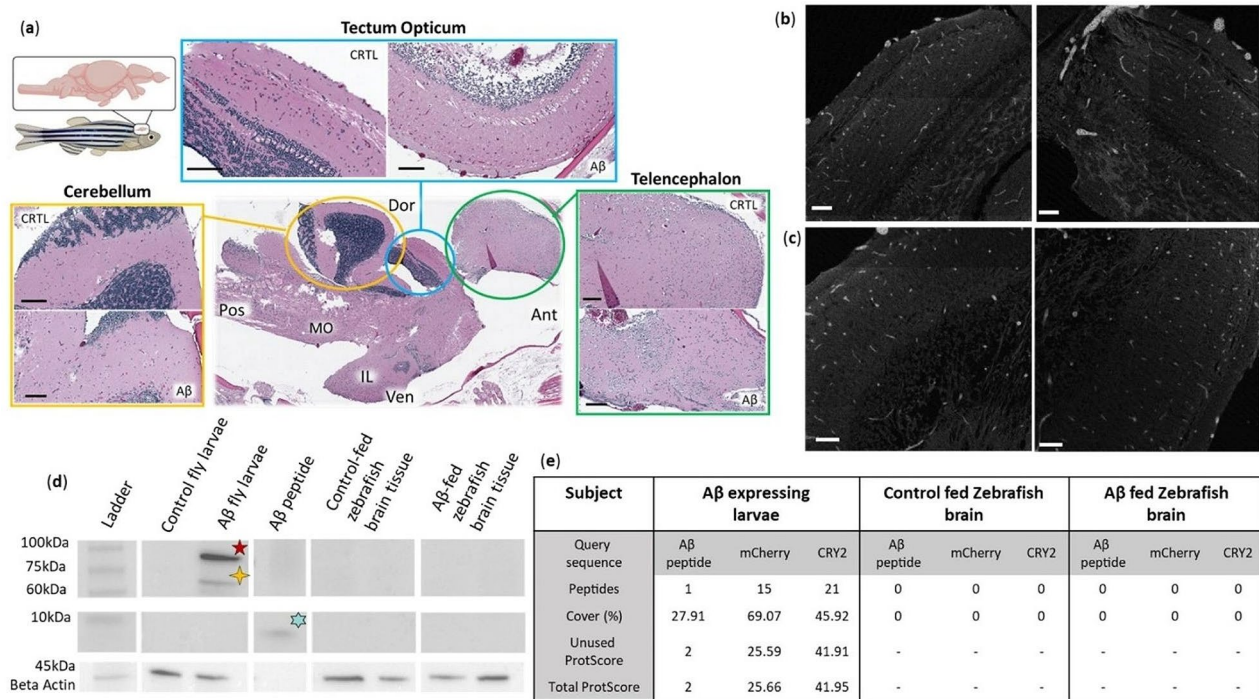 (a)
Tectum Opticum
CRTL
Aβ
Cerebellum
CRTL
Aβ
Dor
Pos
MO
IL
Ven
Ant
Telencephalon
CRTL
Aβ
(b)
(c)
(d)
Ladder
Control fly larvae
Aβ fly larvae
Aβ peptide
Control-fed
zebrafish
brain tissue
Aβ-fed
zebrafish
brain tissue
100kDa
75kDa
60kDa
10kDa
45kDa
Beta Actin
(e)
Subject Aβ expressing larvae Control fed Zebrafish brain Aβ fed Zebrafish brain
Query sequence Aβ peptide mCherry CRY2 Aβ peptide mCherry CRY2 Aβ peptide mCherry CRY2
Peptides 1 15 21 0 0 0 0 0 0
Cover (%) 27.91 69.07 45.92 0 0 0 0 0 0
Unused ProtScore 2 25.59 41.91 - - - - - -
Total ProtScore 2 25.66 41.95 - - - - - -